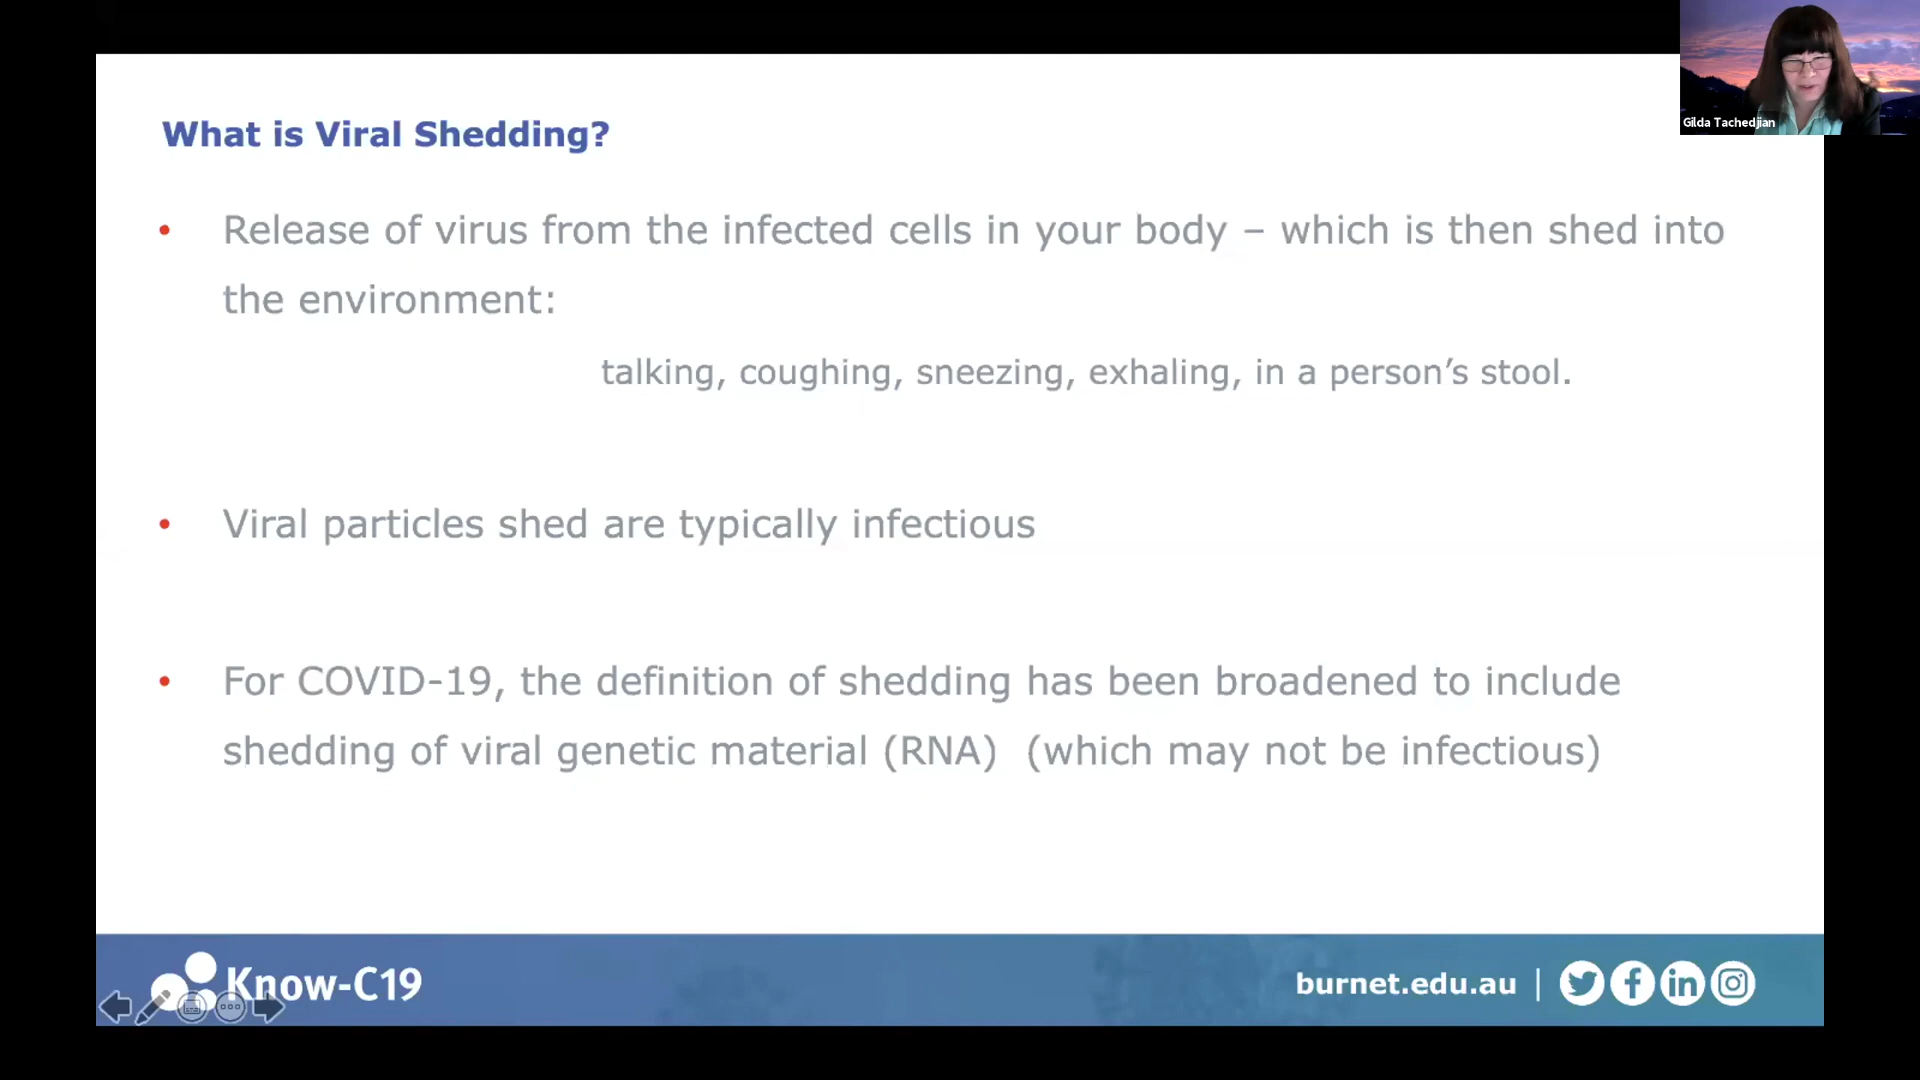 Gilda Tachedjian
What is Viral Shedding?
• Release of virus from the infected cells in your body – which is then shed into
the environment:
talking, coughing, sneezing, exhaling, in a person’s stool.
• Viral particles shed are typically infectious
• For COVID-19, the definition of shedding has been broadened to include
shedding of viral genetic material (RNA)  (which may not be infectious)
Know-C19
burnet.edu.au |